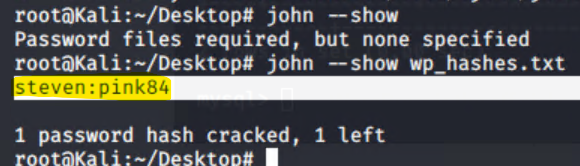 root@Kali:~/Desktop# john --show
Password files required, but none specified
root@Kali:~/Desktop# john --show wp_hashes.txt
steven:pink84
mysql>
1 password hash cracked, 1 left
root@Kali:~/Desktop#